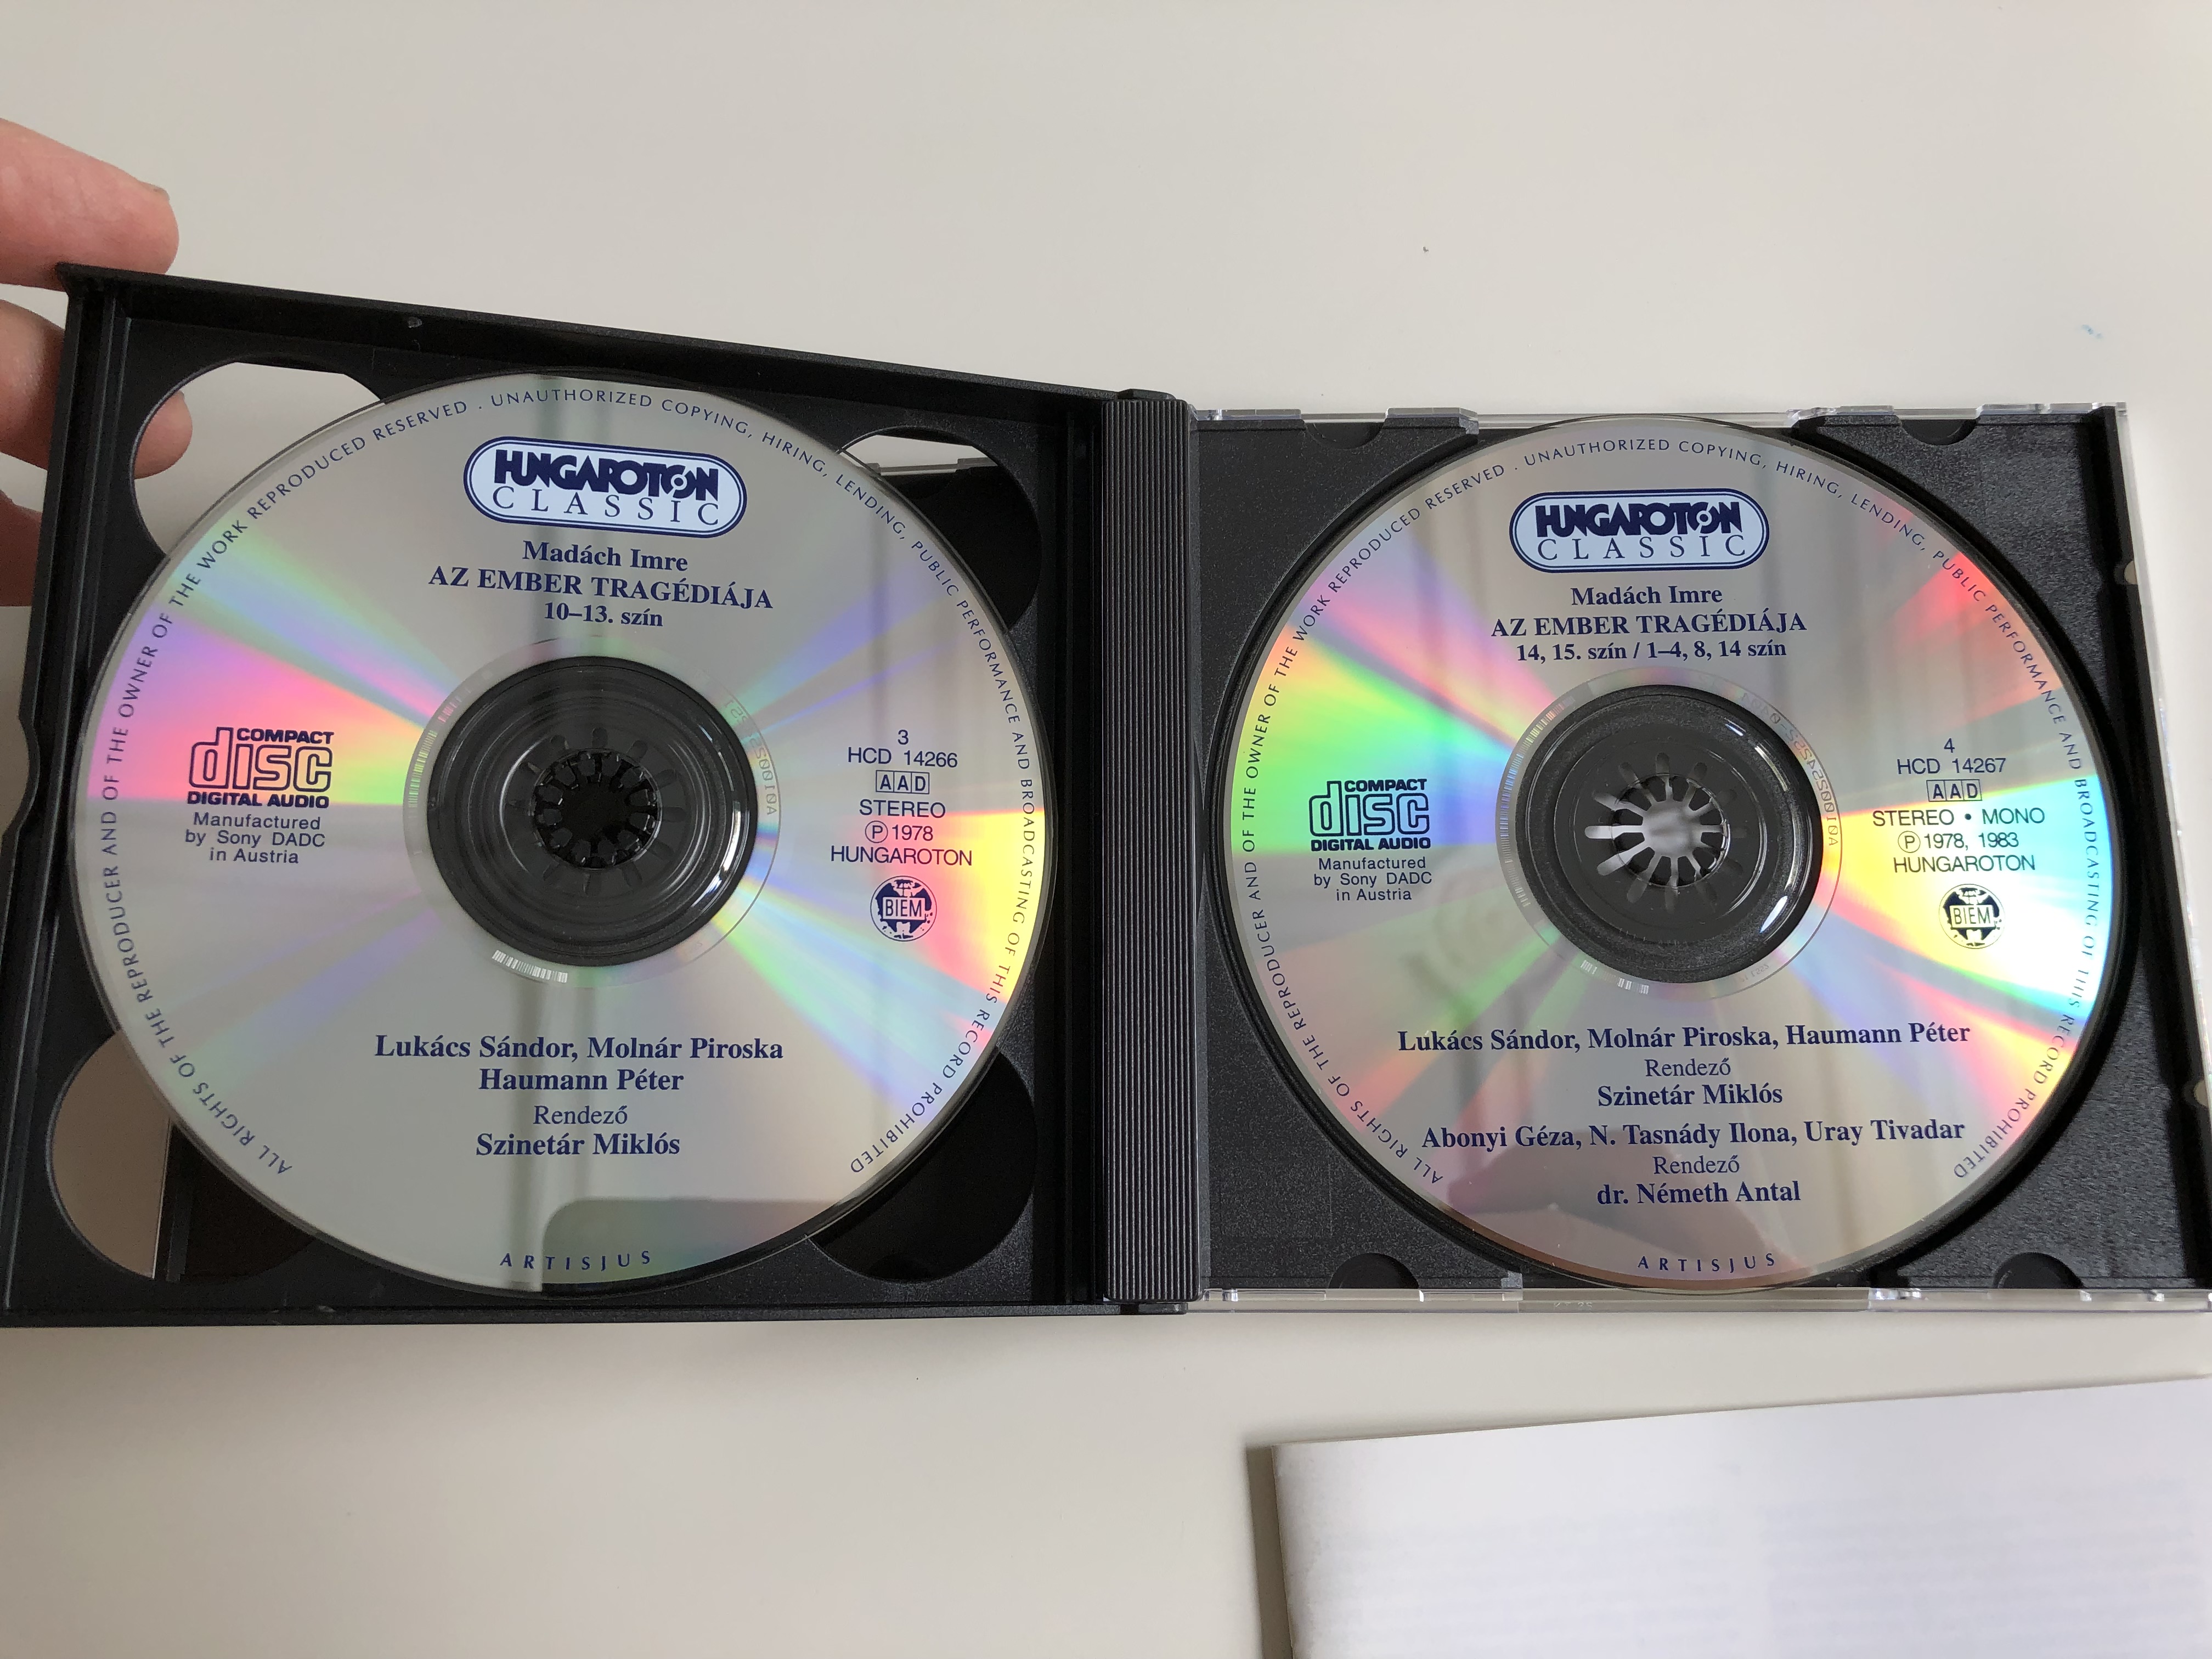 ALL RIGHTS OF THE REPRODUCER AND OF THE OWNER OF THE WORK REPRODUCED RESERVED . UNAUTHORIZED COPYING, HIRING, LENDING, PUBLIC PERFORMANCE AND BROADCASTING OF THIS RECORD PROHIBITED
HUNGAROTON
CLASSIC
Madách Imre
AZ EMBER TRAGÉDIÁJA
10–13. szín
COMPACT
disc
DIGITAL AUDIO
Manufactured
by Sony DADC
in Austria
3
HCD 14266
AAD
STEREO
Ⓟ 1978
HUNGAROTON
BIEM
Lukács Sándor, Molnár Piroska
Haumann Péter
Rendező
Szinetár Miklós
ARTISJUS
ALL RIGHTS OF THE REPRODUCER AND OF THE OWNER OF THE WORK REPRODUCED RESERVED . UNAUTHORIZED COPYING, HIRING, LENDING, PUBLIC PERFORMANCE AND BROADCASTING OF THIS RECORD PROHIBITED
HUNGAROTON
CLASSIC
Madách Imre
AZ EMBER TRAGÉDIÁJA
14, 15. szín / 1–4, 8, 14 szín
COMPACT
disc
DIGITAL AUDIO
Manufactured
by Sony DADC
in Austria
4
HCD 14267
AAD
STEREO • MONO
Ⓟ 1978, 1983
HUNGAROTON
BIEM
Lukács Sándor, Molnár Piroska, Haumann Péter
Rendező
Szinetár Miklós
Abonyi Géza, N. Tasnády Ilona, Uray Tivadar
Rendező
dr. Németh Antal
ARTISJUS